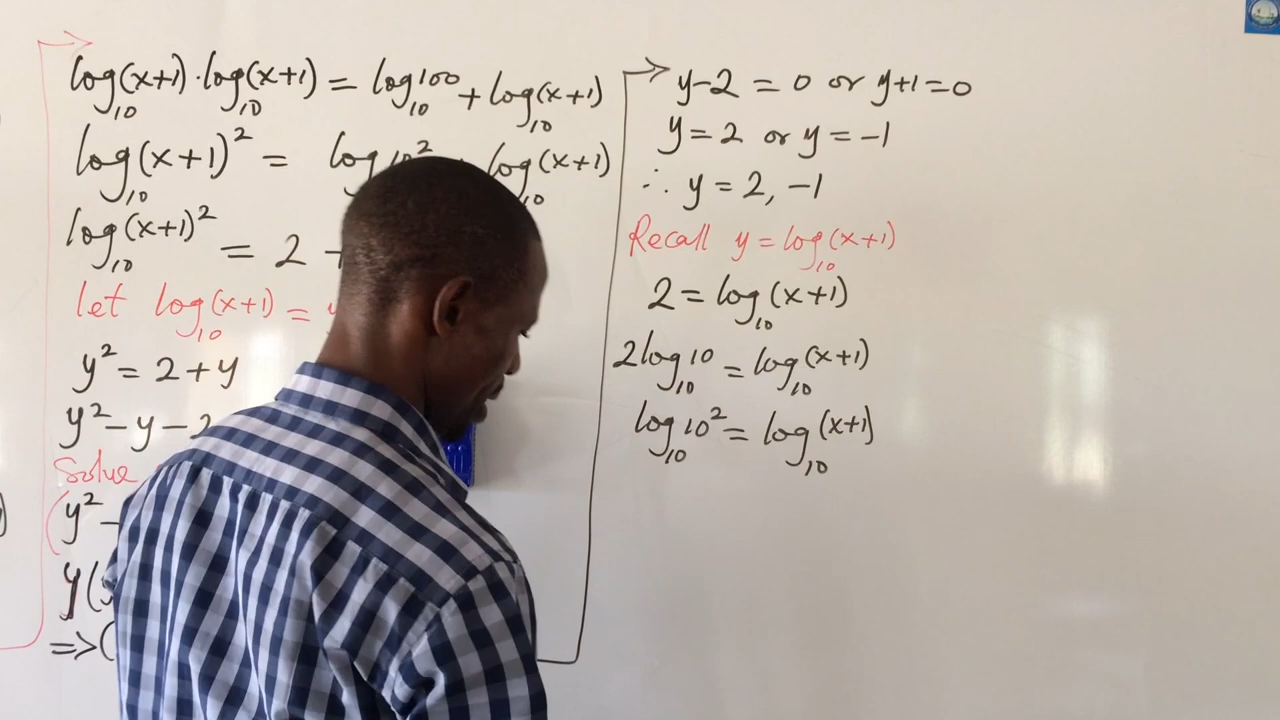 log₁₀(x+1)·log₁₀(x+1) = log₁₀100 + log₁₀(x+1)
log₁₀(x+1)² = log₁₀10² + log₁₀(x+1)
log₁₀(x+1)² = 2 +
let log₁₀(x+1) = y
y² = 2+y
y²-y-2
Solve
(y²-
y(
=>(
y-2 = 0 or y+1=0
y=2 or y=-1
∴ y = 2, -1
Recall y = log₁₀(x+1)
2 = log₁₀(x+1)
2log₁₀10 = log₁₀(x+1)
log₁₀10² = log₁₀(x+1)